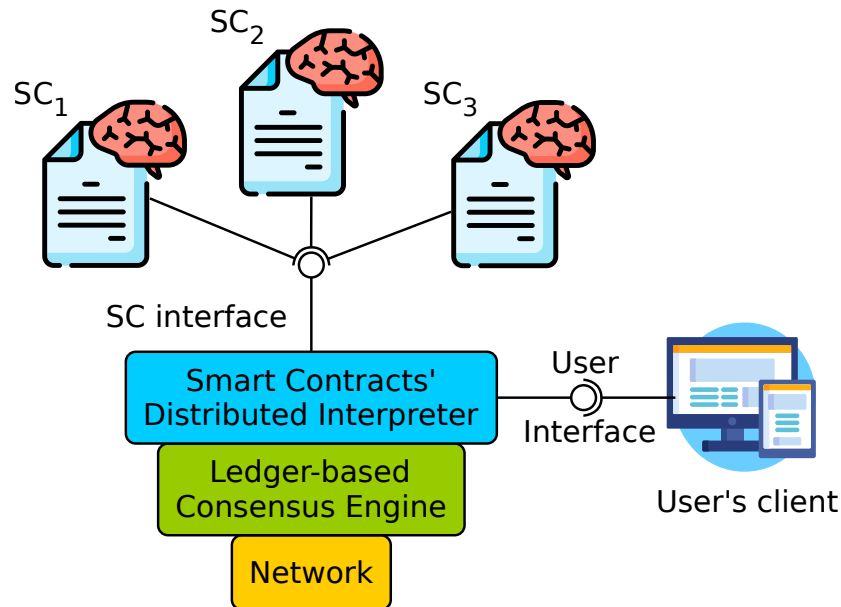 SC2
SC1
SC3
SC interface
Smart Contracts'
Distributed Interpreter
User
Interface
User's client
Ledger-based
Consensus Engine
Network